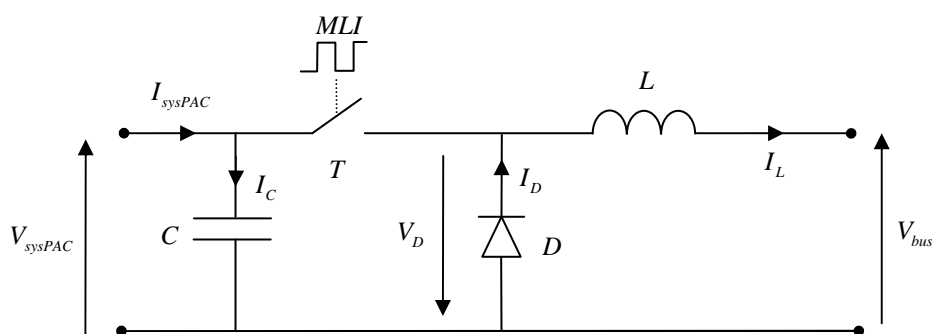 MLI
I_sysPAC
L
T
I_C
I_D
I_L
V_sysPAC
C
V_D
D
V_bus